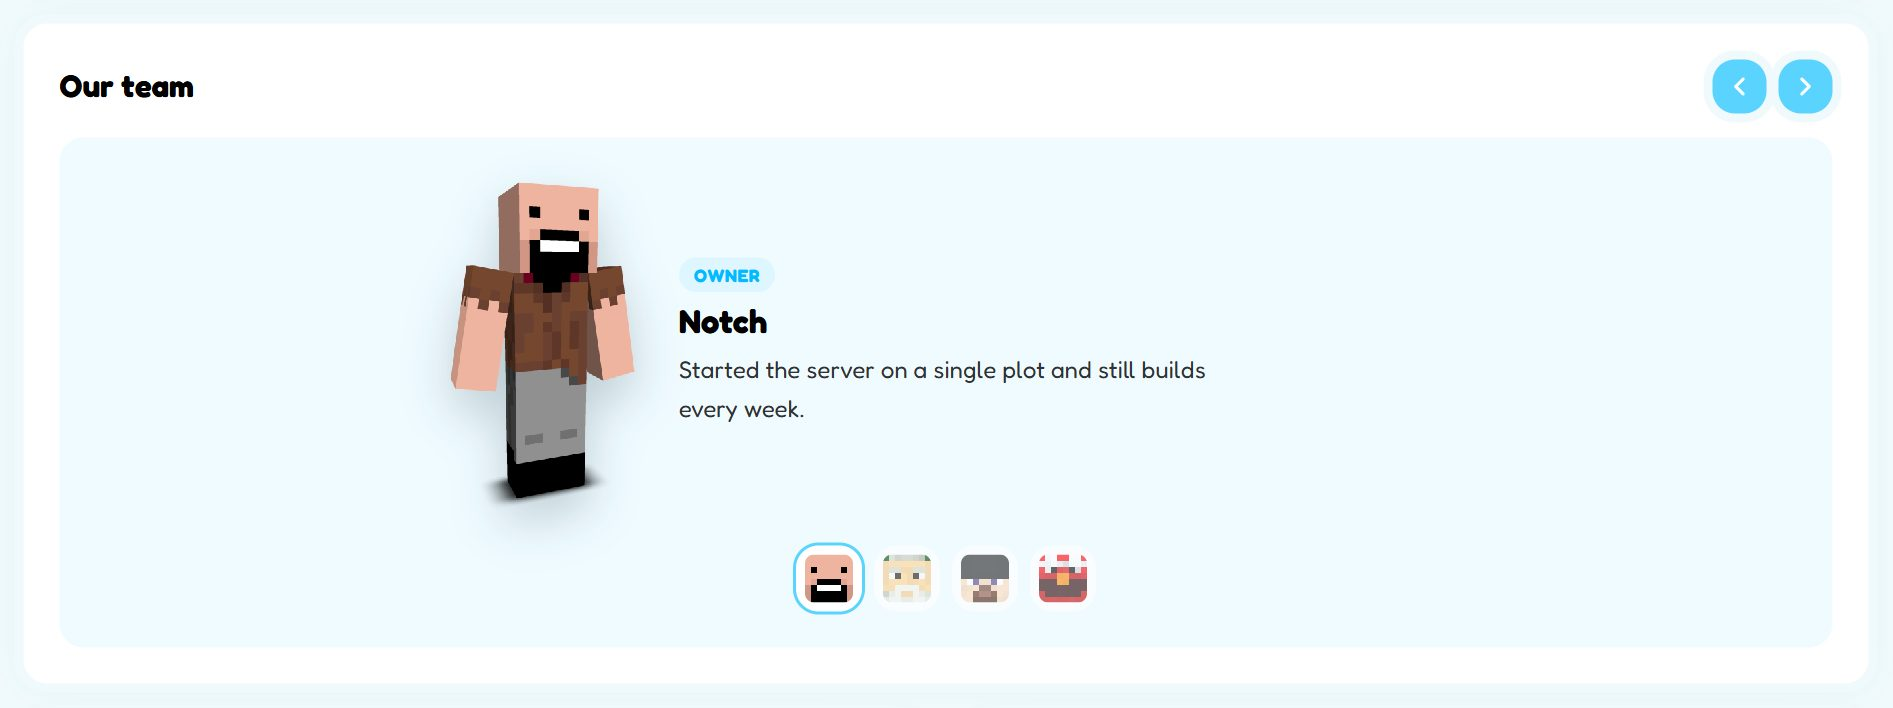 Our team
OWNER
Notch
Started the server on a single plot and still builds
every week.